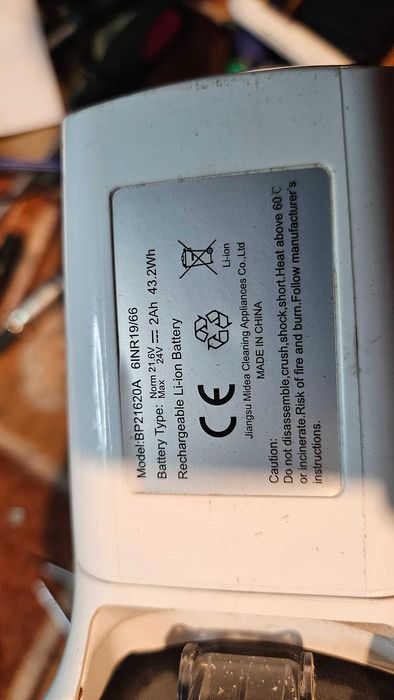 Model:BP21620A 6INR19/66
Battery Type: Norm 21.6V Max 24V ⎓ 2Ah 43.2Wh
Rechargeable Li-ion Battery
CE
Li-ion
Jiangsu Midea Cleaning Appliances Co.,Ltd
MADE IN CHINA
Caution:
Do not disassemble,crush,shock,short.Heat above 60℃
or incinerate.Risk of fire and burn.Follow manufacturer's
instructions.